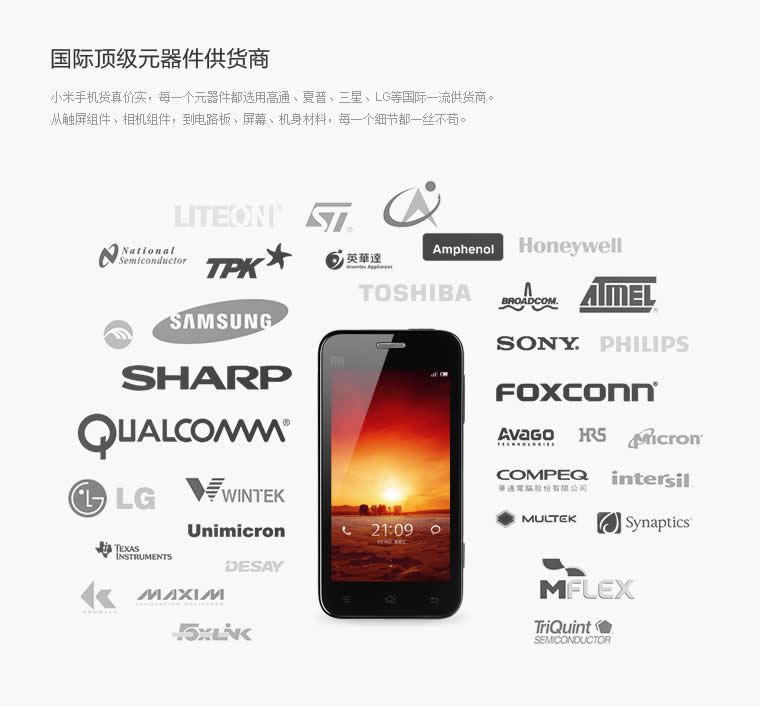 国际顶级元器件供货商
小米手机货真价实，每一个元器件都选用高通、夏普、三星、LG等国际一流供货商。
从触屏组件、相机组件，到电路板、屏幕、机身材料，每一个细节都一丝不苟。
LITEON
ST
Amphenol
Honeywell
National
Semiconductor
TPK
英華達
Inventec Appliances
TOSHIBA
BROADCOM.
ATMEL
SAMSUNG
SONY.
PHILIPS
MI
SHARP
FOXCONN
QUALCOMM
AVAGO
TECHNOLOGIES
HRS
Micron
COMPEQ
華通電腦股份有限公司
intersil
LG
WINTEK
MULTEK
Synaptics
Unimicron
21:09
TEXAS
INSTRUMENTS
DESAY
MFLEX
KNOWLES
MAXIM
INNOVATION DELIVERED
FOXLINK
TriQuint
SEMICONDUCTOR